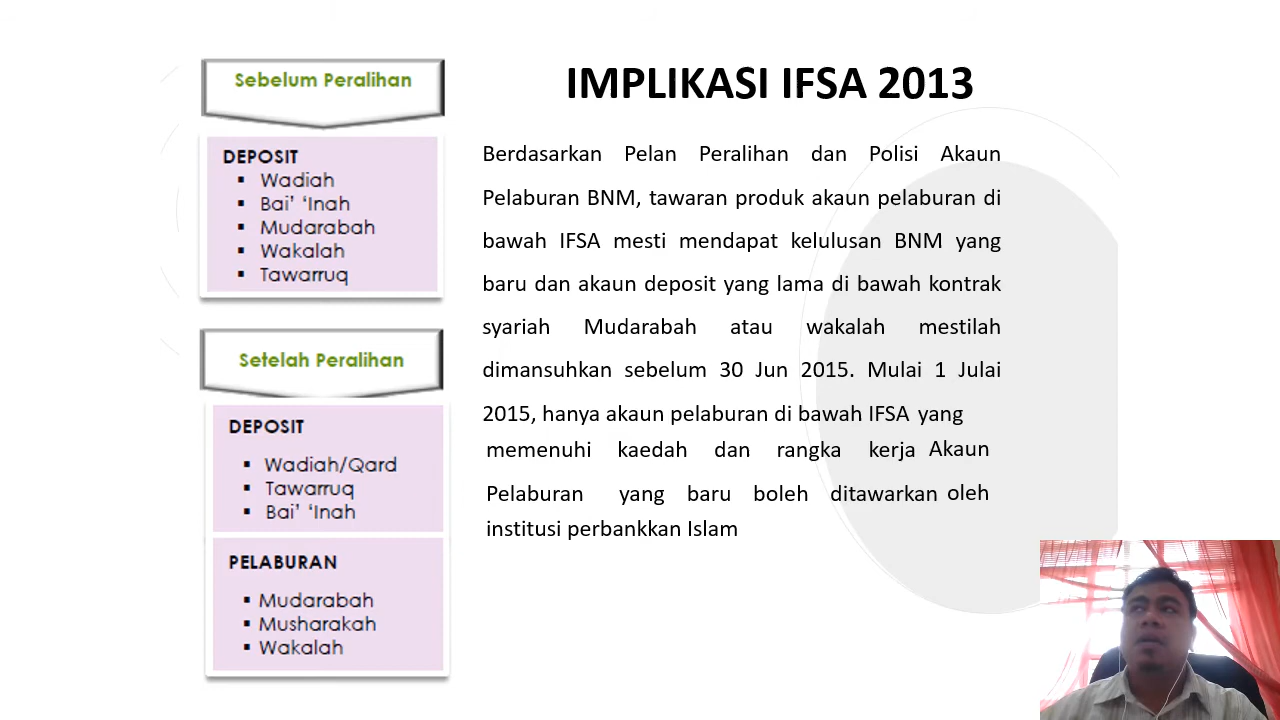 Sebelum Peralihan
DEPOSIT
▪ Wadiah
▪ Bai’ ‘Inah
▪ Mudarabah
▪ Wakalah
▪ Tawarruq
Setelah Peralihan
DEPOSIT
▪ Wadiah/Qard
▪ Tawarruq
▪ Bai’ ‘Inah
PELABURAN
▪ Mudarabah
▪ Musharakah
▪ Wakalah
IMPLIKASI IFSA 2013
Berdasarkan Pelan Peralihan dan Polisi Akaun
Pelaburan BNM, tawaran produk akaun pelaburan di
bawah IFSA mesti mendapat kelulusan BNM yang
baru dan akaun deposit yang lama di bawah kontrak
syariah Mudarabah atau wakalah mestilah
dimansuhkan sebelum 30 Jun 2015. Mulai 1 Julai
2015, hanya akaun pelaburan di bawah IFSA yang
memenuhi kaedah dan rangka kerja Akaun
Pelaburan yang baru boleh ditawarkan oleh
institusi perbankkan Islam